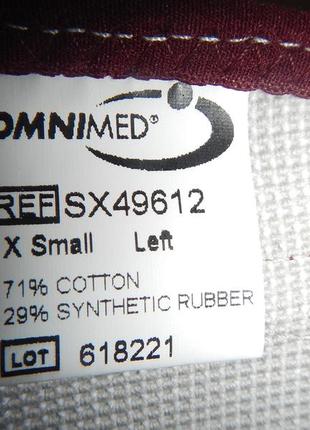 OMNIMED®
REF SX49612
X Small Left
71% COTTON
29% SYNTHETIC RUBBER
LOT 618221